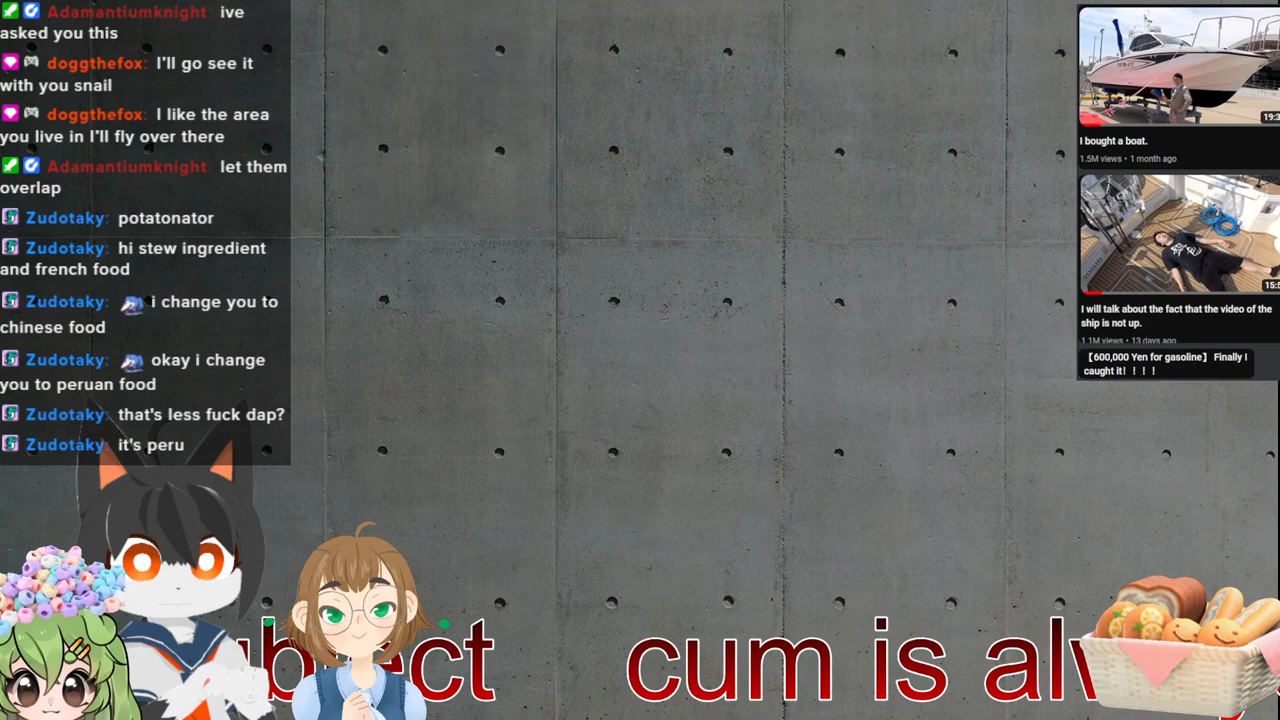 Adamantiumknight: ive
asked you this
doggthefox: I'll go see it
with you snail
doggthefox: I like the area
you live in I'll fly over there
Adamantiumknight: let them
overlap
Zudotaky: potatonator
Zudotaky: hi stew ingredient
and french food
Zudotaky: i change you to
chinese food
Zudotaky: okay i change
you to peruan food
Zudotaky: that's less fuck dap?
Zudotaky: it's peru
19:3
I bought a boat.
1.5M views • 1 month ago
15:5
I will talk about the fact that the video of the
ship is not up.
1.1M views • 13 days ago
【600,000 Yen for gasoline】 Finally I
caught it！！！！
cum is alv